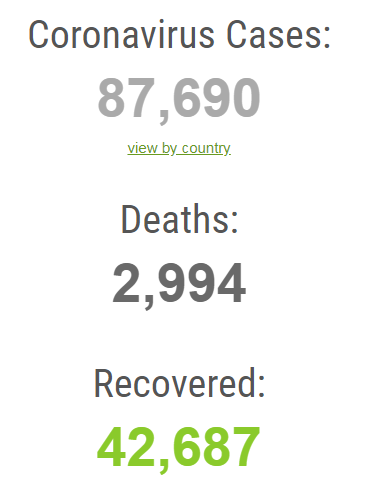 Coronavirus Cases:
87,690
view by country
Deaths:
2,994
Recovered:
42,687